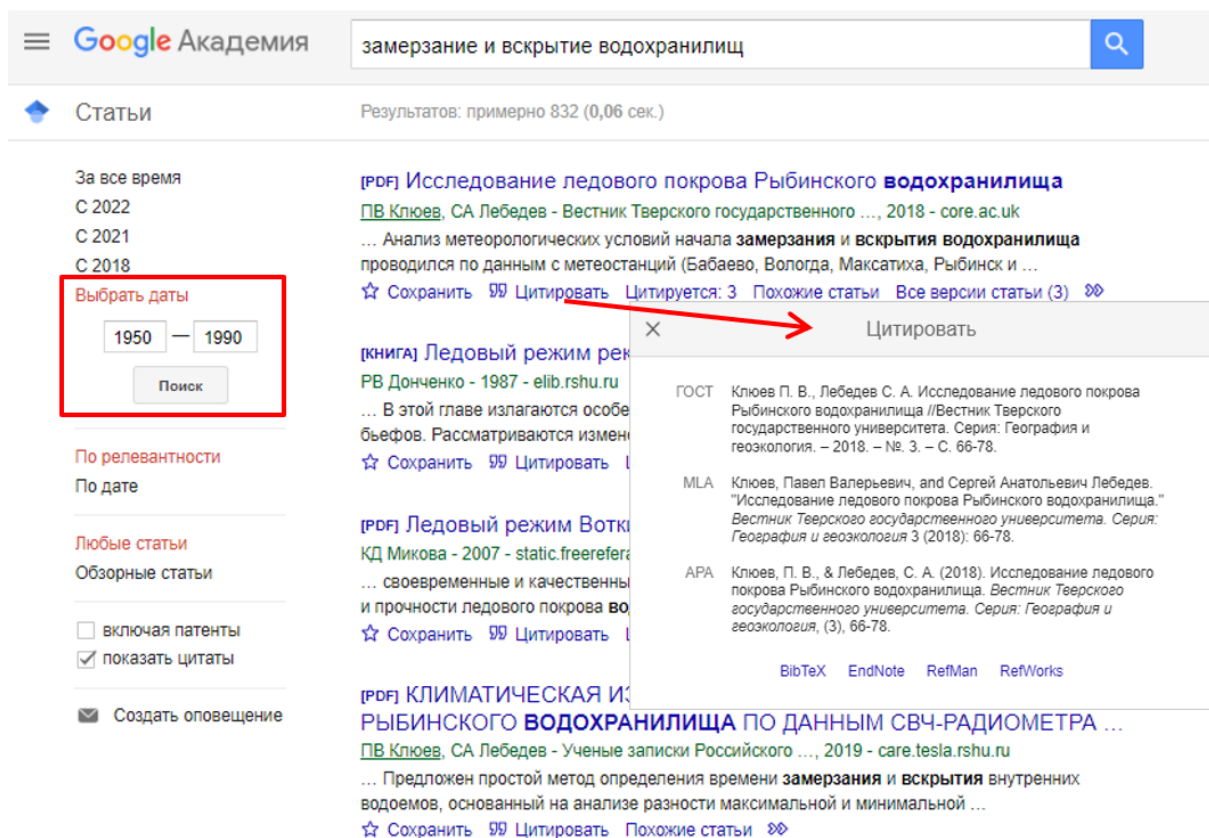 Google Академия
замерзание и вскрытие водохранилищ
Статьи
Результатов: примерно 832 (0,06 сек.)
За все время
С 2022
С 2021
С 2018
Выбрать даты
1950 — 1990
Поиск
По релевантности
По дате
Любые статьи
Обзорные статьи
включая патенты
показать цитаты
Создать оповещение
[PDF] Исследование ледового покрова Рыбинского водохранилища
ПВ Клюев, СА Лебедев - Вестник Тверского государственного …, 2018 - core.ac.uk
… Анализ метеорологических условий начала замерзания и вскрытия водохранилища
проводился по данным с метеостанций (Бабаево, Вологда, Максатиха, Рыбинск и …
Сохранить Цитировать Цитируется: 3 Похожие статьи Все версии статьи (3)
[КНИГА] Ледовый режим рек
РВ Донченко - 1987 - elib.rshu.ru
… В этой главе излагаются особе
бьефов. Рассматриваются измен
Сохранить Цитировать
[PDF] Ледовый режим Вотк
КД Микова - 2007 - static.freerefera
… своевременные и качественны
и прочности ледового покрова во
Сохранить Цитировать
[PDF] КЛИМАТИЧЕСКАЯ ИЗ
РЫБИНСКОГО ВОДОХРАНИЛИЩА ПО ДАННЫМ СВЧ-РАДИОМЕТРА …
ПВ Клюев, СА Лебедев - Ученые записки Российского …, 2019 - care.tesla.rshu.ru
… Предложен простой метод определения времени замерзания и вскрытия внутренних
водоемов, основанный на анализе разности максимальной и минимальной …
Сохранить Цитировать Похожие статьи
Цитировать
ГОСТ Клюев П. В., Лебедев С. А. Исследование ледового покрова
Рыбинского водохранилища //Вестник Тверского
государственного университета. Серия: География и
геоэкология. – 2018. – №. 3. – С. 66-78.
MLA Клюев, Павел Валерьевич, and Сергей Анатольевич Лебедев.
"Исследование ледового покрова Рыбинского водохранилища."
Вестник Тверского государственного университета. Серия:
География и геоэкология 3 (2018): 66-78.
APA Клюев, П. В., & Лебедев, С. А. (2018). Исследование ледового
покрова Рыбинского водохранилища. Вестник Тверского
государственного университета. Серия: География и
геоэкология, (3), 66-78.
BibTeX EndNote RefMan RefWorks